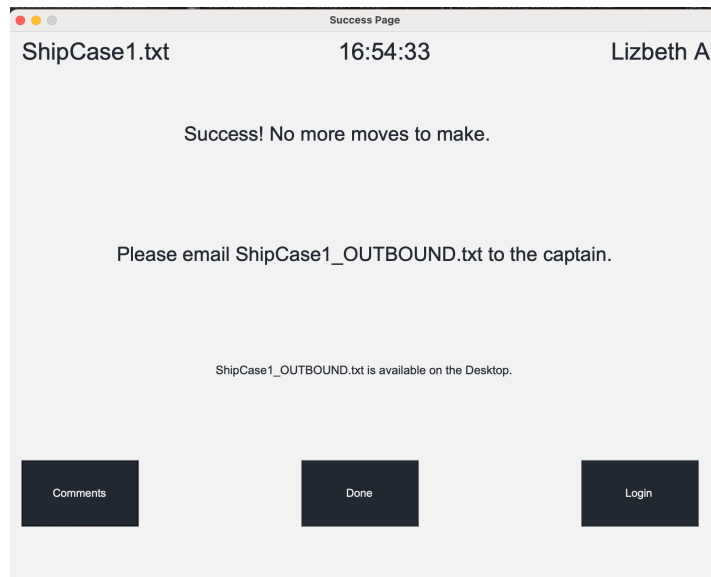 Success Page
ShipCase1.txt 16:54:33 Lizbeth A
Success! No more moves to make.
Please email ShipCase1_OUTBOUND.txt to the captain.
ShipCase1_OUTBOUND.txt is available on the Desktop.
Comments Done Login